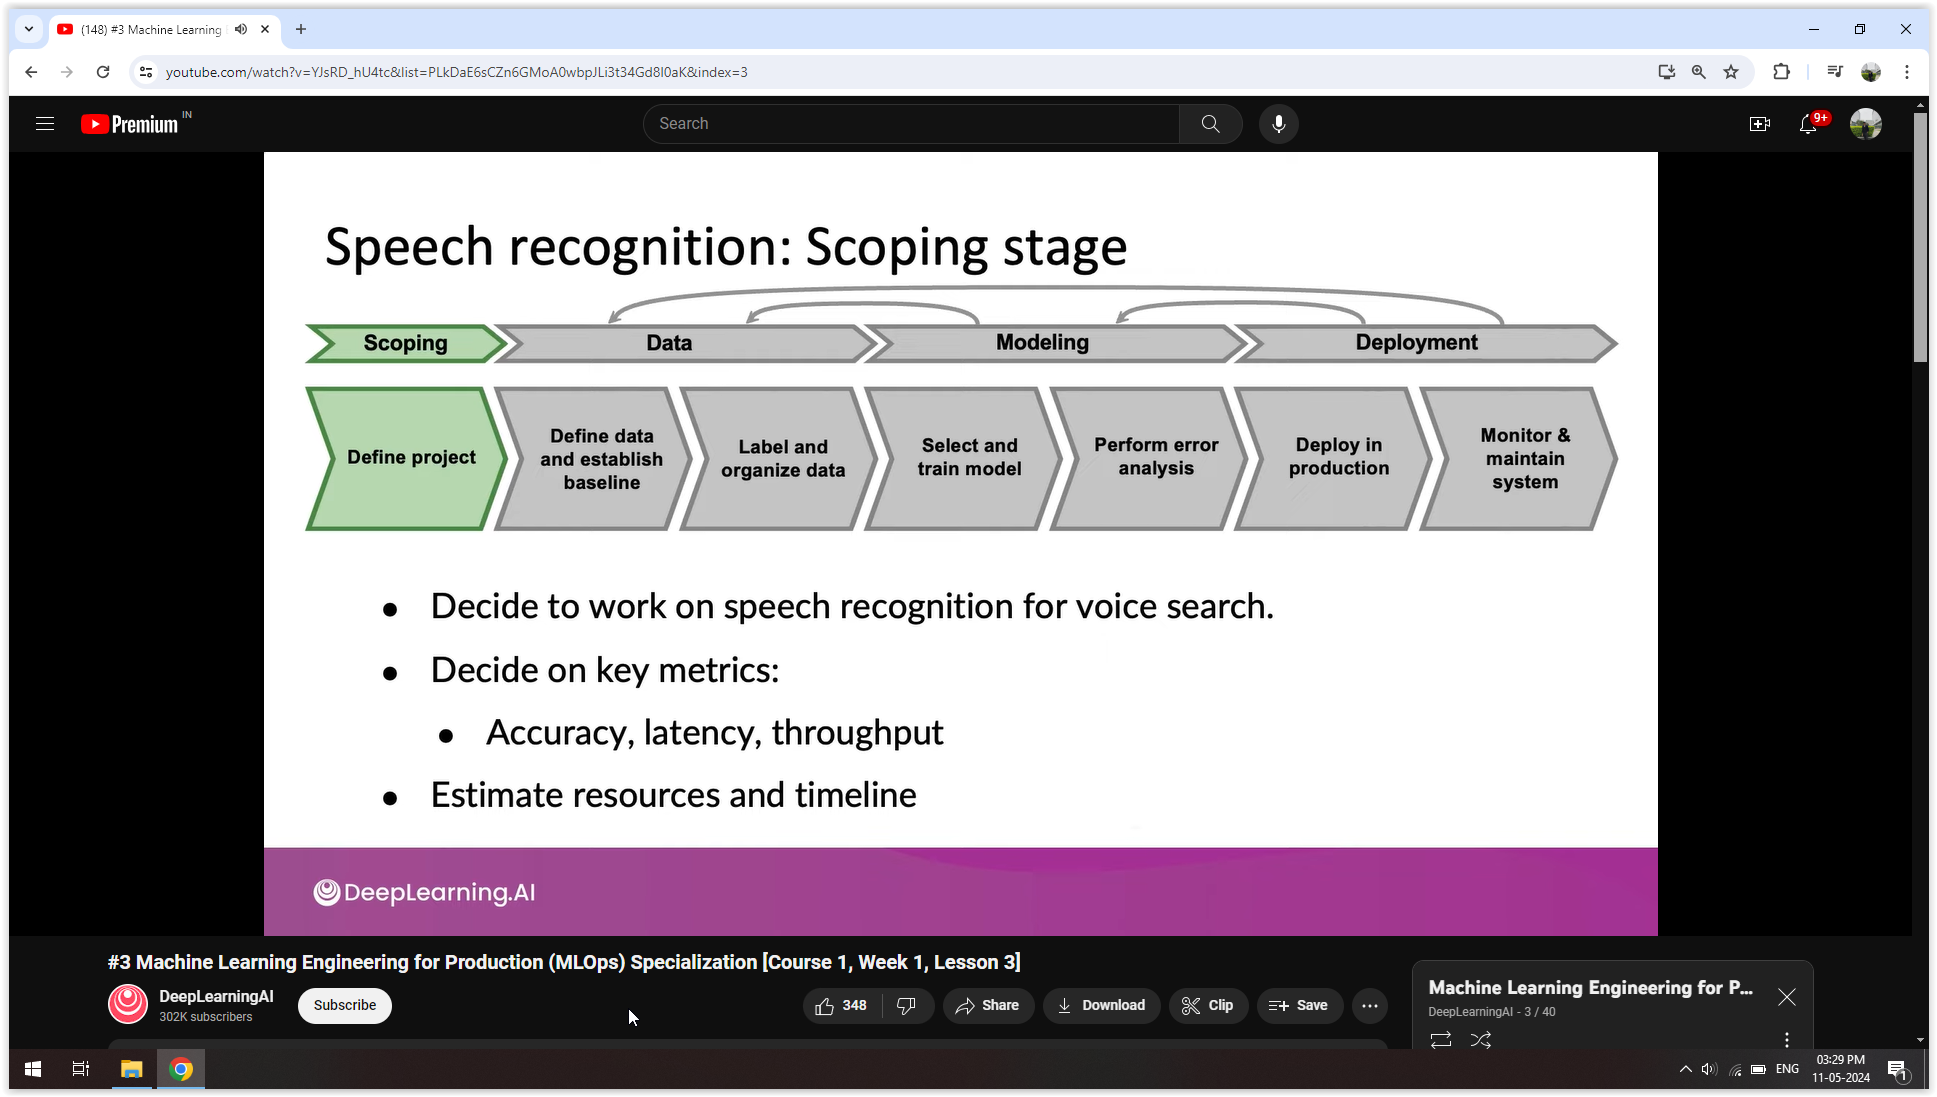 (148) #3 Machine Learning
youtube.com/watch?v=YJsRD_hU4tc&list=PLkDaE6sCZn6GMoA0wbpJLi3t34Gd8l0aK&index=3
Premium IN
Search
9+
Speech recognition: Scoping stage
Scoping Data Modeling Deployment
Define project
Define data
and establish
baseline
Label and
organize data
Select and
train model
Perform error
analysis
Deploy in
production
Monitor &
maintain
system
● Decide to work on speech recognition for voice search.
● Decide on key metrics:
● Accuracy, latency, throughput
● Estimate resources and timeline
DeepLearning.AI
#3 Machine Learning Engineering for Production (MLOps) Specialization [Course 1, Week 1, Lesson 3]
DeepLearningAI
302K subscribers
Subscribe
348
Share
Download
Clip
Save
Machine Learning Engineering for P...
DeepLearningAI - 3 / 40
ENG
03:29 PM
11-05-2024
1